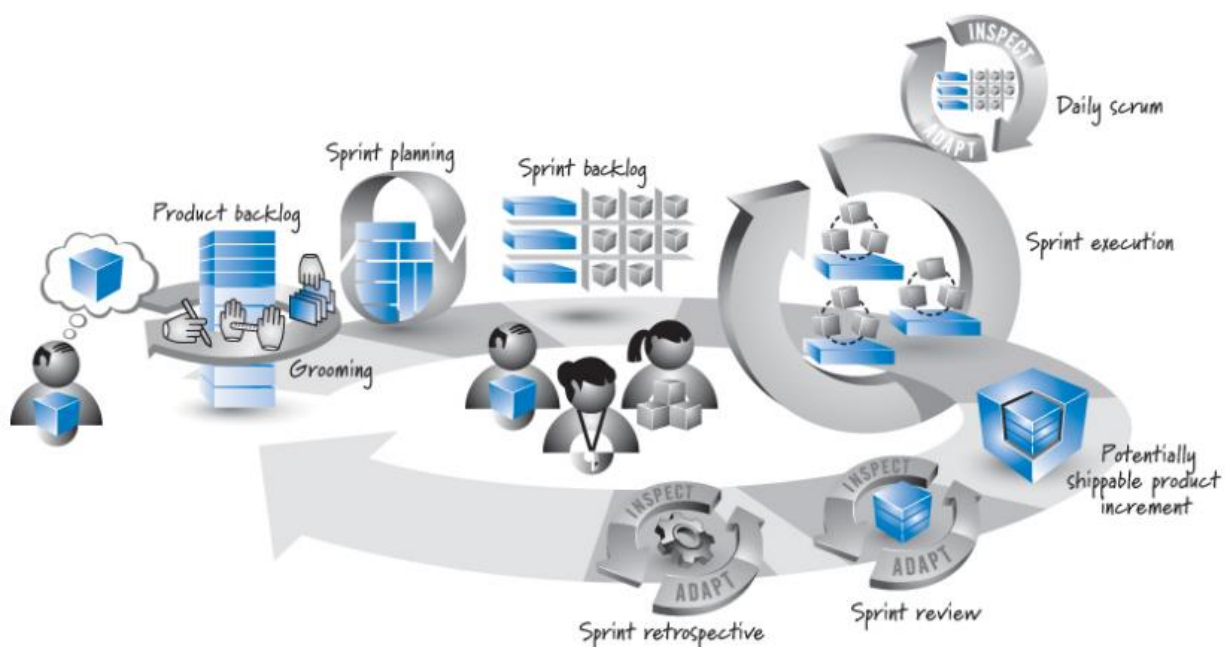 INSPECT
ADAPT
Daily scrum
Sprint planning
Sprint backlog
Product backlog
Sprint execution
Grooming
Potentially
shippable product
increment
INSPECT
ADAPT
Sprint review
INSPECT
ADAPT
Sprint retrospective